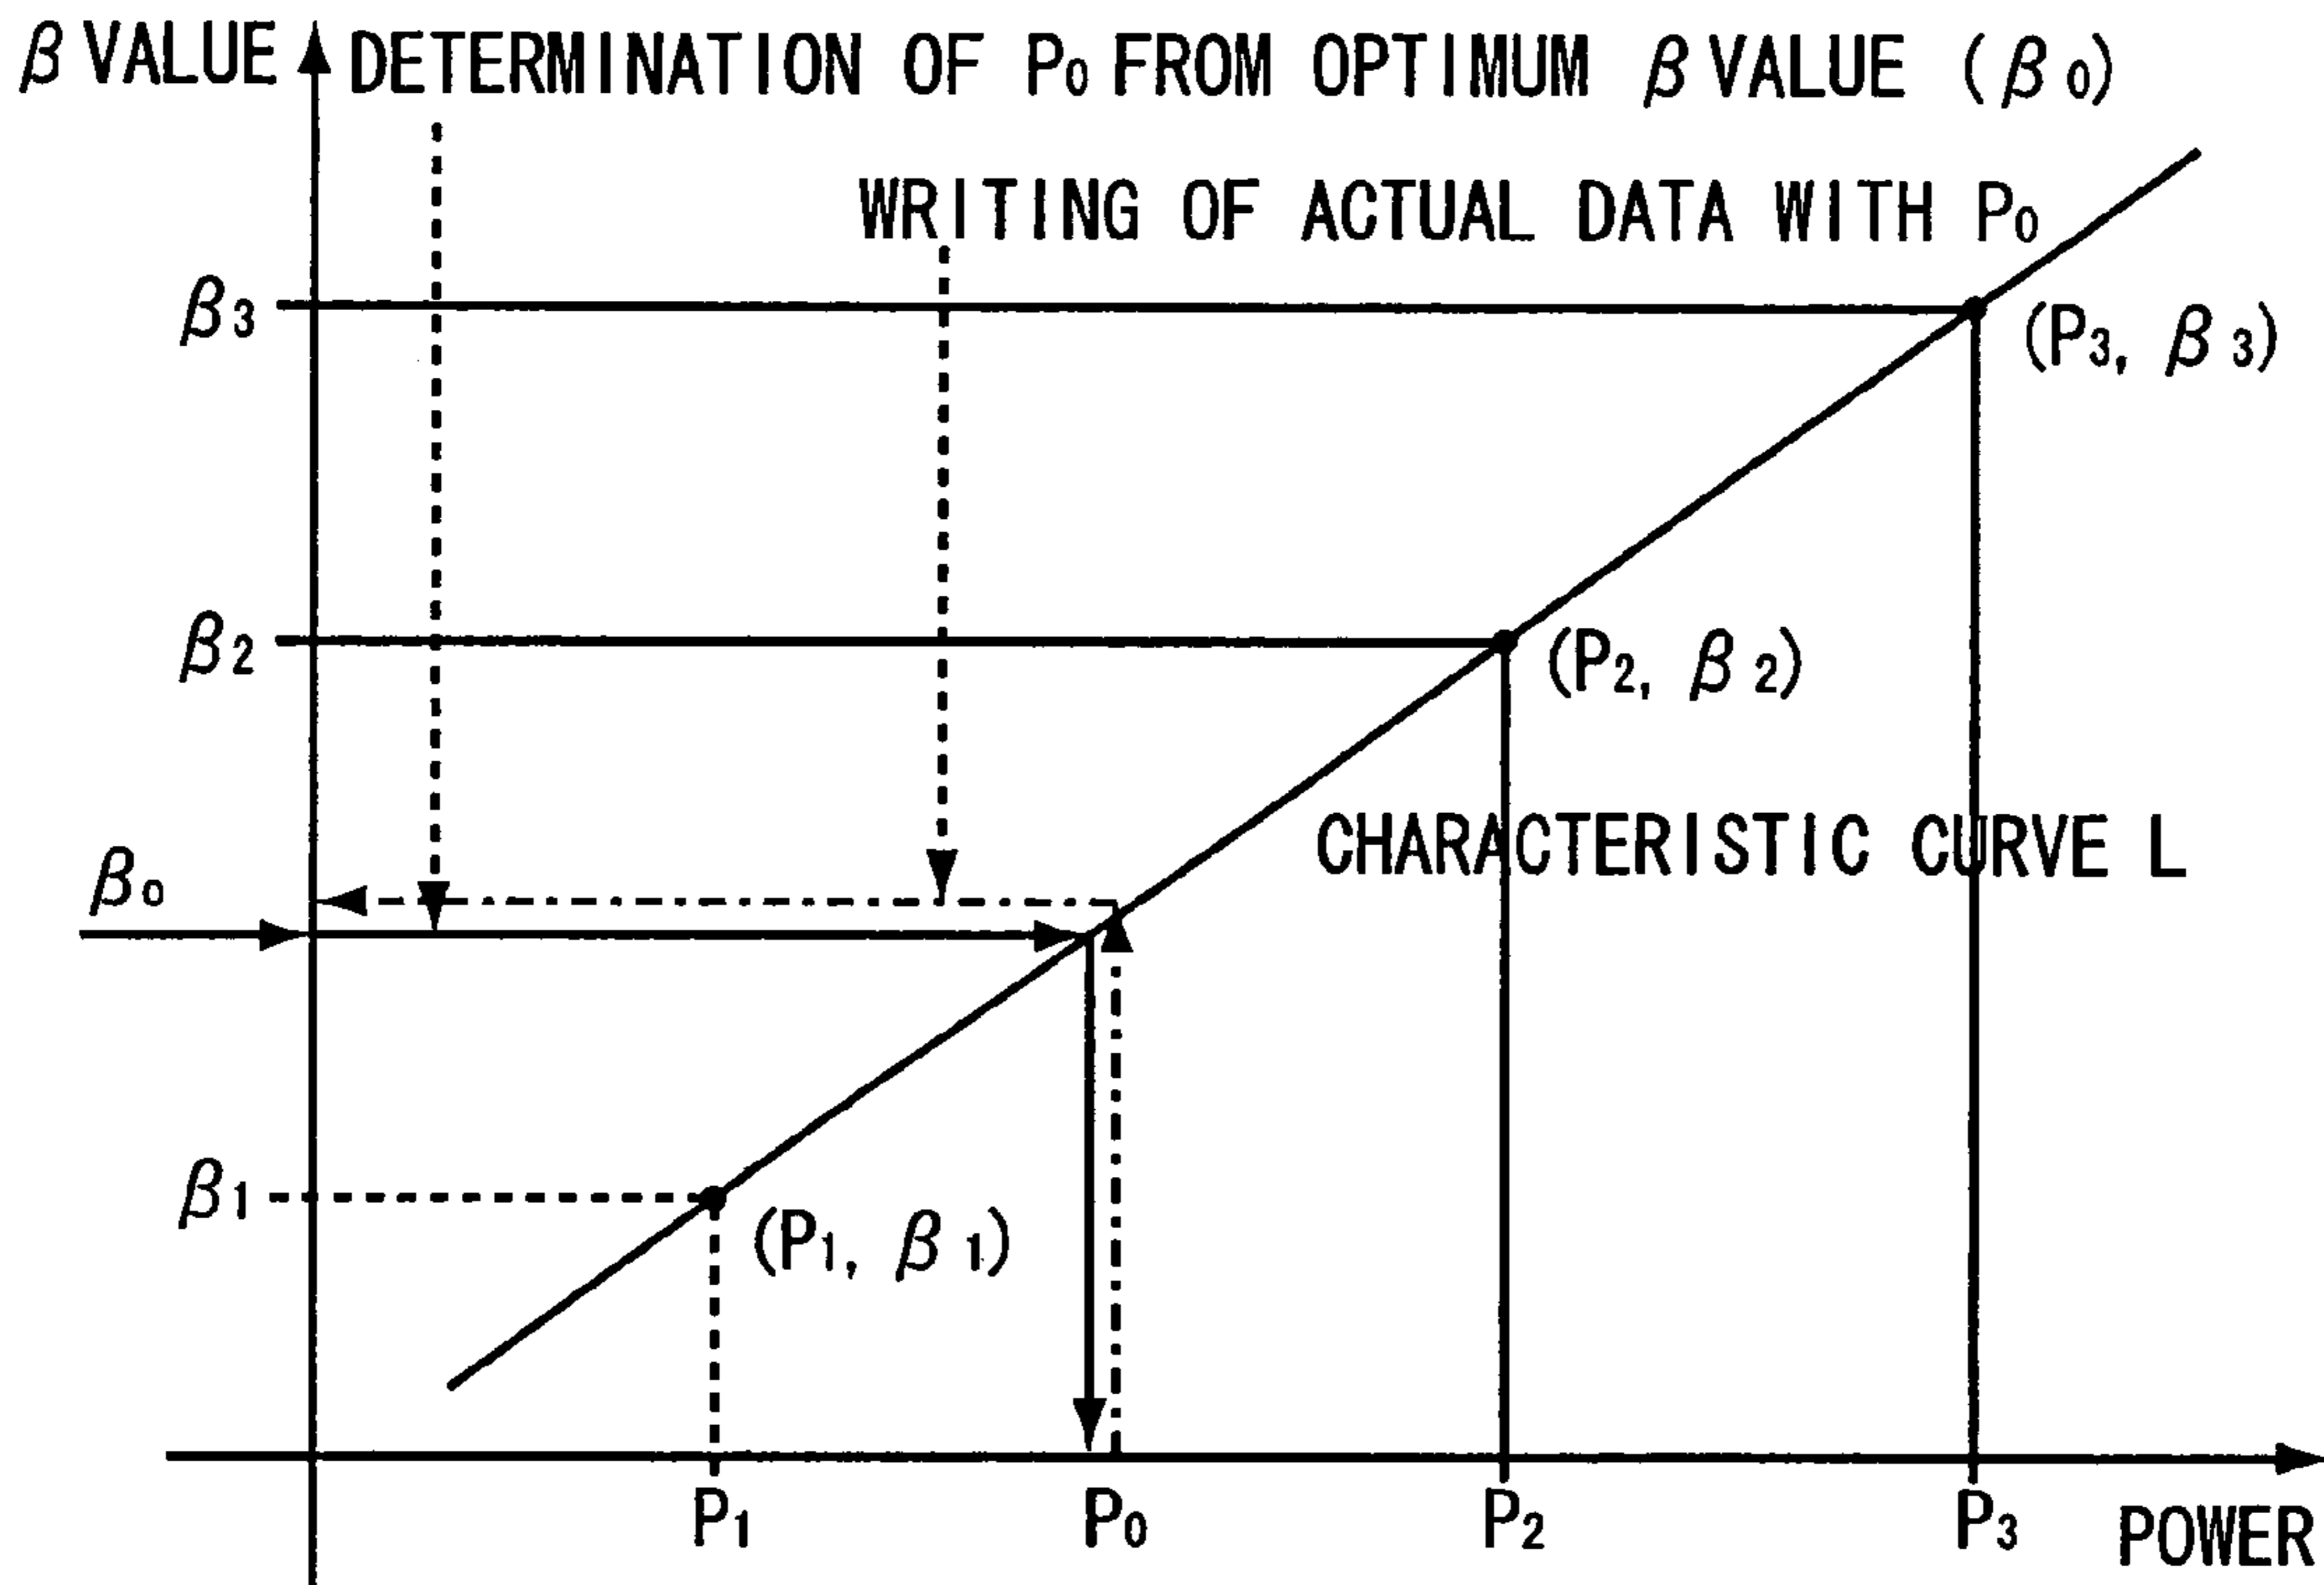 β VALUE
DETERMINATION OF P₀ FROM OPTIMUM β VALUE (β₀)
WRITING OF ACTUAL DATA WITH P₀
β₃
(P₃, β₃)
β₂
(P₂, β₂)
CHARACTERISTIC CURVE L
β₀
β₁
(P₁, β₁)
P₁ P₀ P₂ P₃ POWER